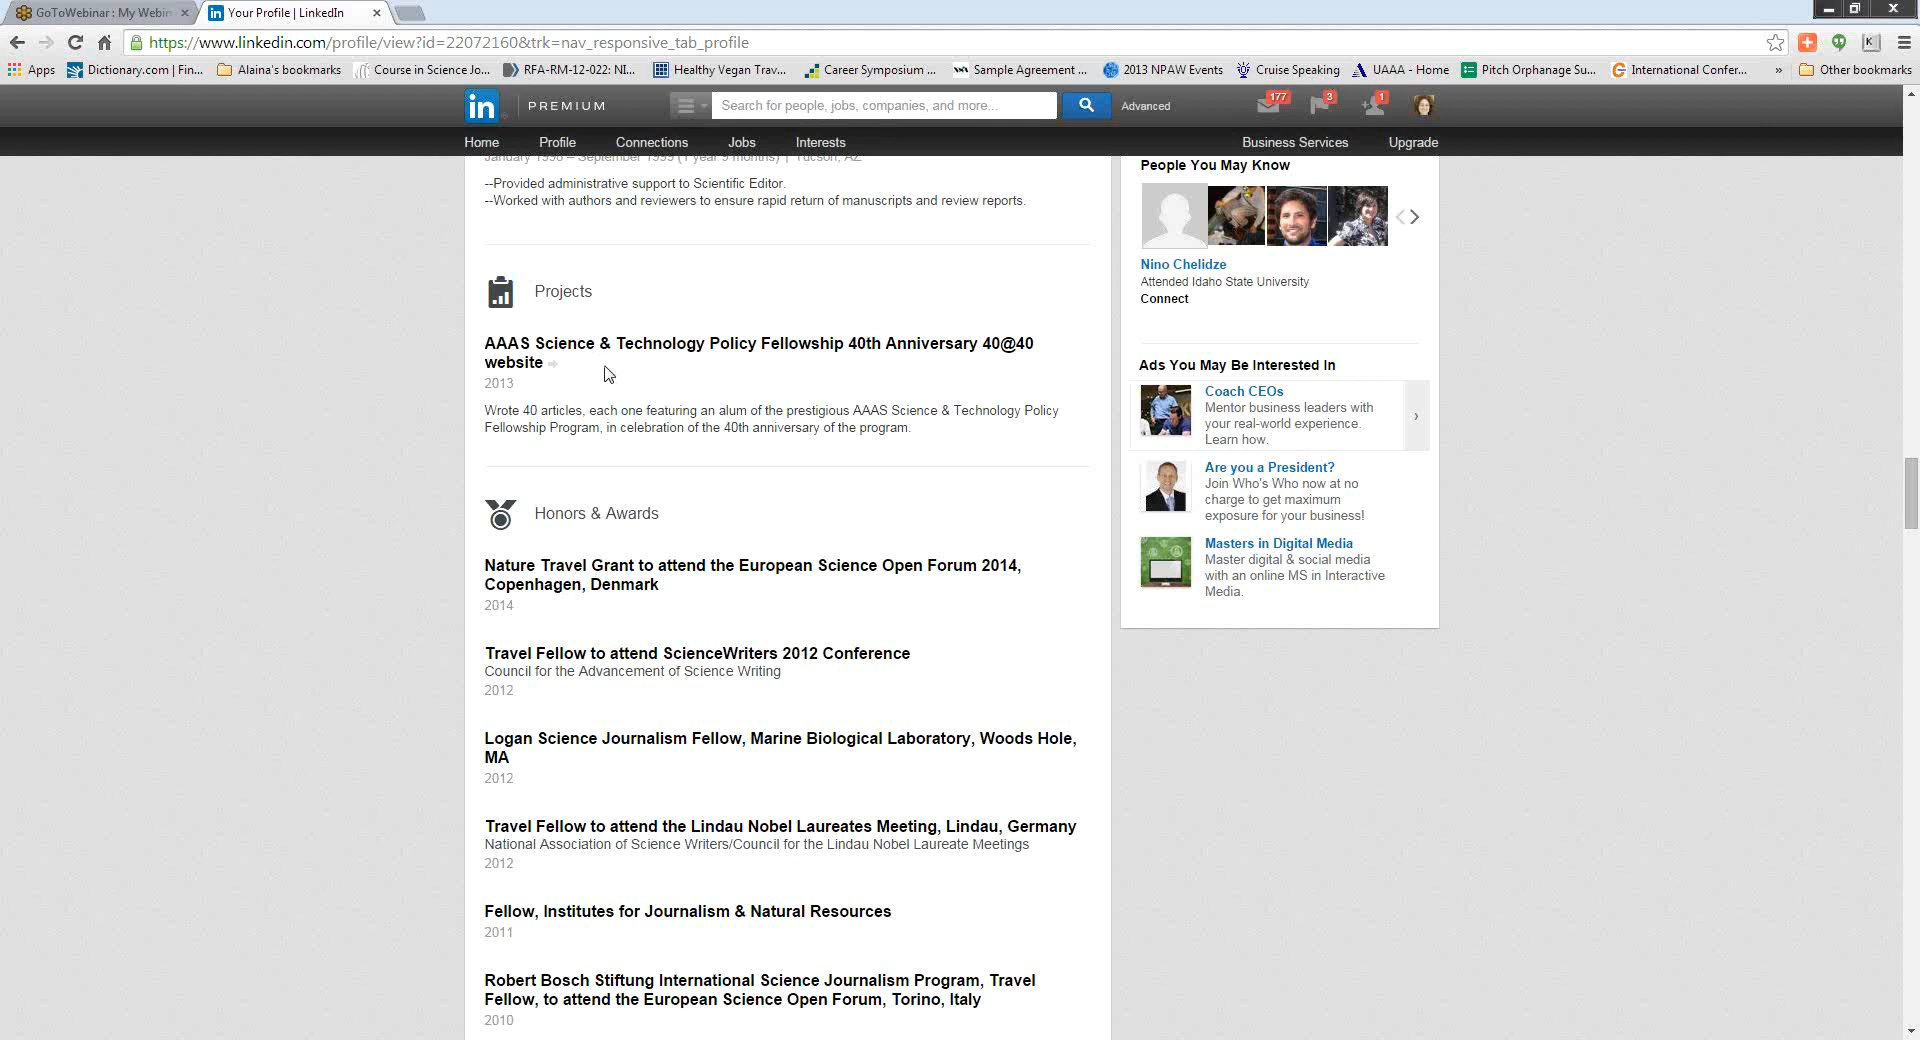 GoToWebinar : My Webin
Your Profile | LinkedIn
https://www.linkedin.com/profile/view?id=22072160&trk=nav_responsive_tab_profile
Apps
Dictionary.com | Fin...
Alaina's bookmarks
Course in Science Jo...
RFA-RM-12-022: NI...
Healthy Vegan Trav...
Career Symposium ...
Sample Agreement ...
2013 NPAW Events
Cruise Speaking
UAAA - Home
Pitch Orphanage Su...
International Confer...
»
Other bookmarks
in
PREMIUM
Search for people, jobs, companies, and more...
Advanced
177
3
1
Home
Profile
Connections
Jobs
Interests
Business Services
Upgrade
January 1998 – September 1999 (1 year 9 months) | Tucson, AZ
--Provided administrative support to Scientific Editor.
--Worked with authors and reviewers to ensure rapid return of manuscripts and review reports.
Projects
AAAS Science & Technology Policy Fellowship 40th Anniversary 40@40
website
2013
Wrote 40 articles, each one featuring an alum of the prestigious AAAS Science & Technology Policy
Fellowship Program, in celebration of the 40th anniversary of the program.
Honors & Awards
Nature Travel Grant to attend the European Science Open Forum 2014,
Copenhagen, Denmark
2014
Travel Fellow to attend ScienceWriters 2012 Conference
Council for the Advancement of Science Writing
2012
Logan Science Journalism Fellow, Marine Biological Laboratory, Woods Hole,
MA
2012
Travel Fellow to attend the Lindau Nobel Laureates Meeting, Lindau, Germany
National Association of Science Writers/Council for the Lindau Nobel Laureate Meetings
2012
Fellow, Institutes for Journalism & Natural Resources
2011
Robert Bosch Stiftung International Science Journalism Program, Travel
Fellow, to attend the European Science Open Forum, Torino, Italy
2010
People You May Know
Nino Chelidze
Attended Idaho State University
Connect
Ads You May Be Interested In
Coach CEOs
Mentor business leaders with
your real-world experience.
Learn how.
Are you a President?
Join Who's Who now at no
charge to get maximum
exposure for your business!
Masters in Digital Media
Master digital & social media
with an online MS in Interactive
Media.